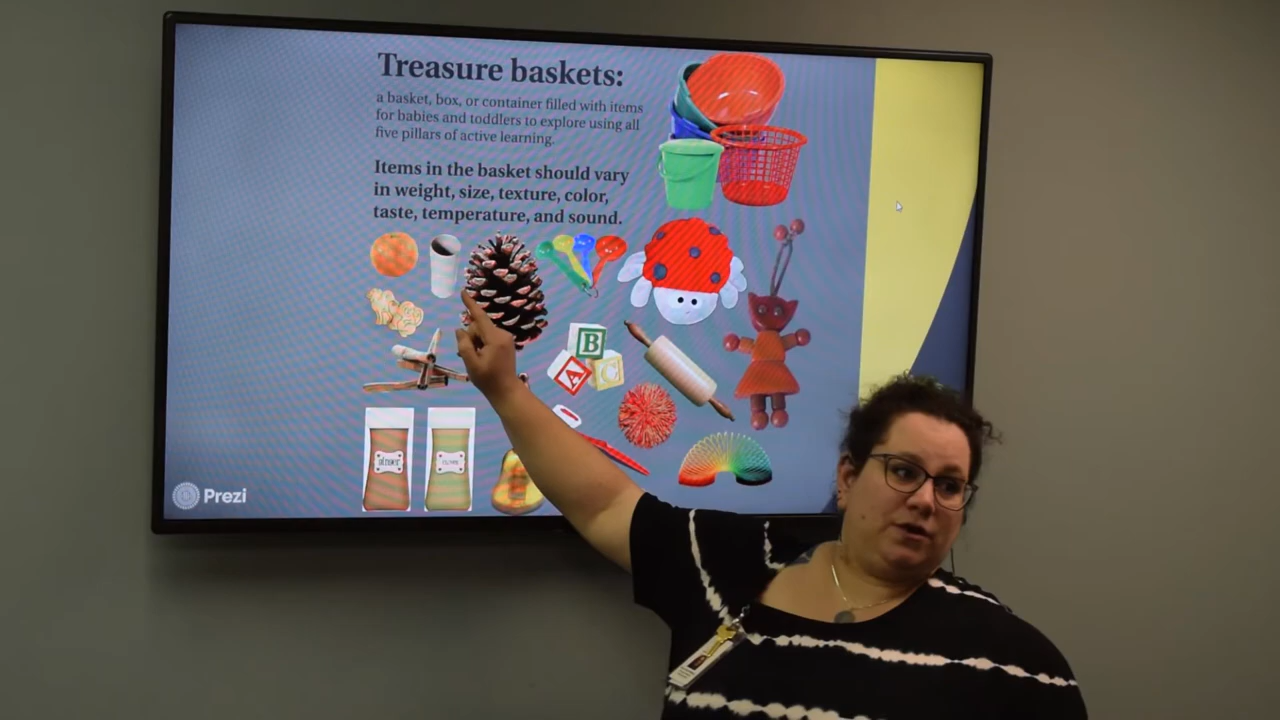 Treasure baskets:
a basket, box, or container filled with items
for babies and toddlers to explore using all
five pillars of active learning.
Items in the basket should vary
in weight, size, texture, color,
taste, temperature, and sound.
B
A C
Prezi